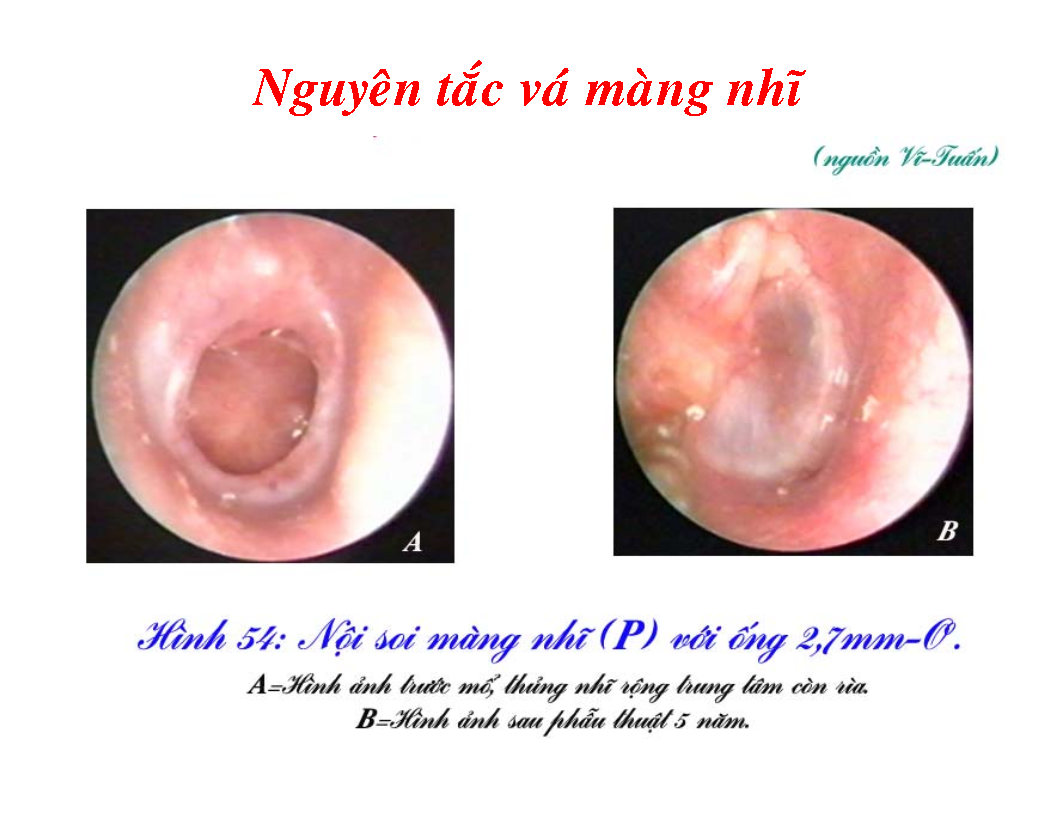 Nguyên tắc vá màng nhĩ
(nguồn Vĩ-Tuấn)
A
B
Hình 54: Nội soi màng nhĩ (P) với ống 2,7mm-O°.
A=Hình ảnh trước mổ, thủng nhĩ rộng trung tâm còn rìa.
B=Hình ảnh sau phẫu thuật 5 năm.